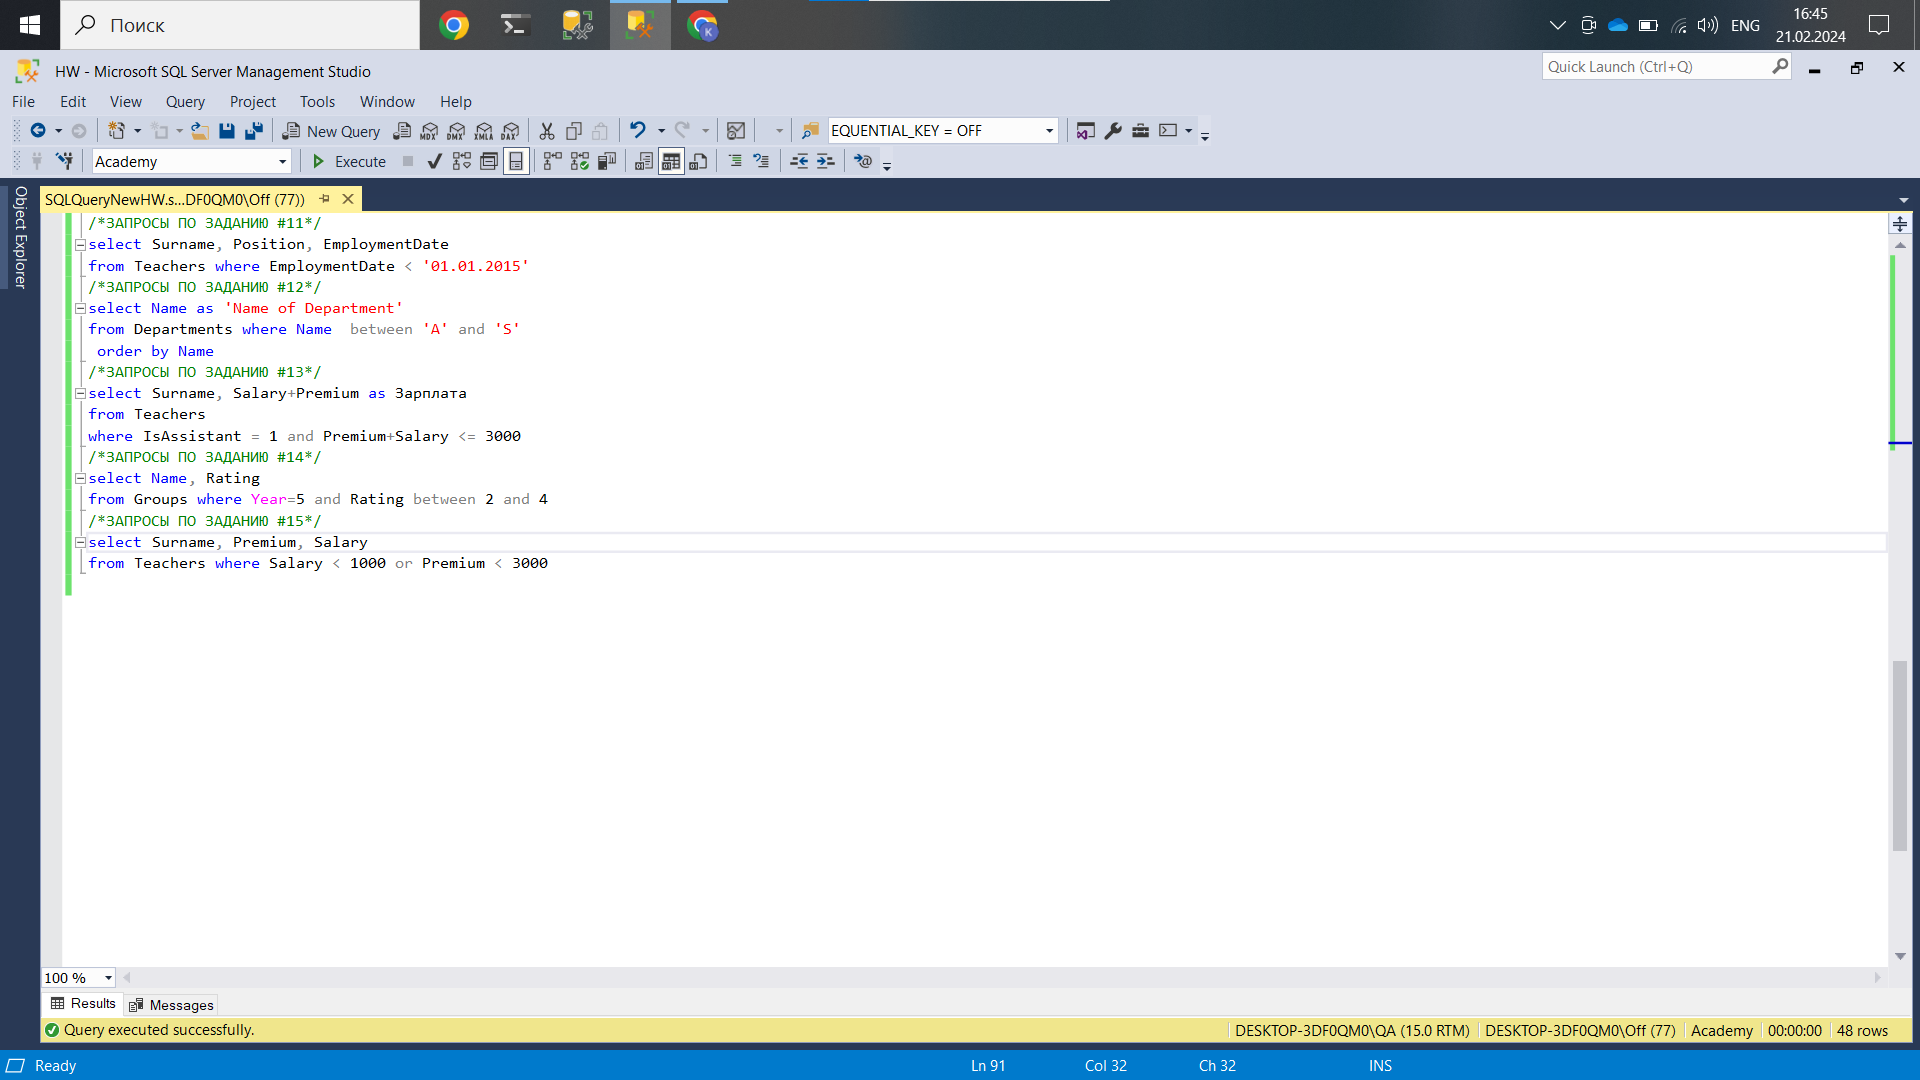 Поиск
K
ENG
16:45
21.02.2024
HW - Microsoft SQL Server Management Studio
Quick Launch (Ctrl+Q)
File Edit View Query Project Tools Window Help
New Query MDX DMX XMLA DAX EQUENTIAL_KEY = OFF
Academy Execute
Object Explorer
SQLQueryNewHW.s...DF0QM0\Off (77))
/*ЗАПРОСЫ ПО ЗАДАНИЮ #11*/
select Surname, Position, EmploymentDate
from Teachers where EmploymentDate < '01.01.2015'
/*ЗАПРОСЫ ПО ЗАДАНИЮ #12*/
select Name as 'Name of Department'
from Departments where Name  between 'A' and 'S'
order by Name
/*ЗАПРОСЫ ПО ЗАДАНИЮ #13*/
select Surname, Salary+Premium as Зарплата
from Teachers
where IsAssistant = 1 and Premium+Salary <= 3000
/*ЗАПРОСЫ ПО ЗАДАНИЮ #14*/
select Name, Rating
from Groups where Year=5 and Rating between 2 and 4
/*ЗАПРОСЫ ПО ЗАДАНИЮ #15*/
select Surname, Premium, Salary
from Teachers where Salary < 1000 or Premium < 3000
100 %
Results Messages
Query executed successfully. DESKTOP-3DF0QM0\QA (15.0 RTM) DESKTOP-3DF0QM0\Off (77) Academy 00:00:00 48 rows
Ready Ln 91 Col 32 Ch 32 INS